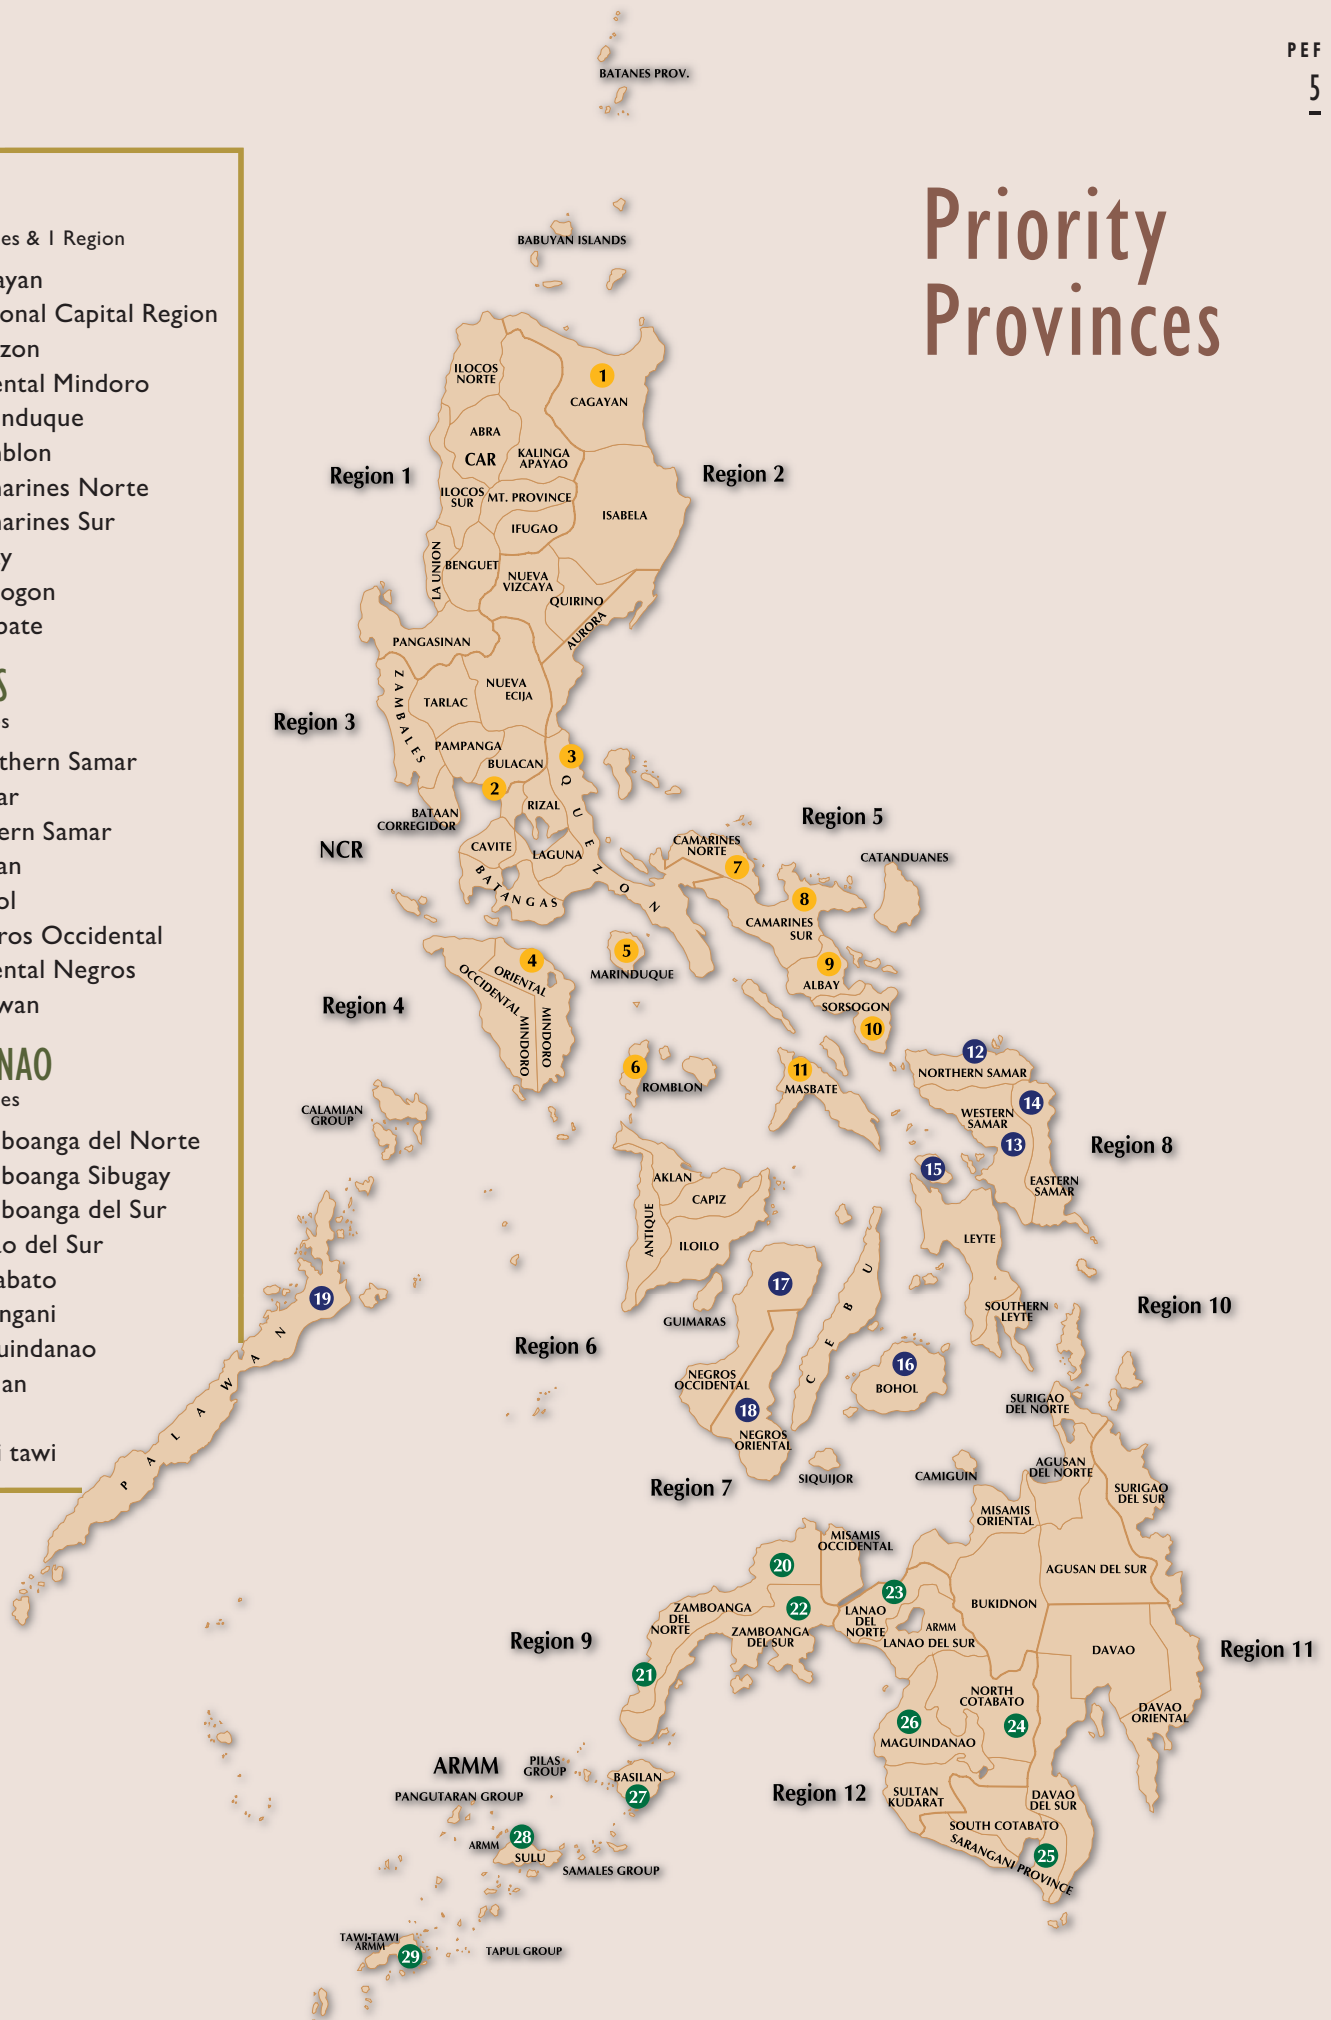 PEF
5
Priority
Provinces
es & 1 Region
ayan
onal Capital Region
zon
ental Mindoro
nduque
nblon
narines Norte
narines Sur
y
ogon
bate
S
s
thern Samar
ar
ern Samar
an
ol
ros Occidental
ental Negros
wan
NAO
es
boanga del Norte
boanga Sibugay
boanga del Sur
ao del Sur
abato
ngani
uindanao
an
i tawi
BATANES PROV.
BABUYAN ISLANDS
ILOCOS
NORTE
1
CAGAYAN
ABRA
CAR
KALINGA
APAYAO
Region 1
Region 2
ILOCOS
SUR
MT. PROVINCE
ISABELA
IFUGAO
LA UNION
BENGUET
NUEVA
VIZCAYA
QUIRINO
AURORA
PANGASINAN
ZAMBALES
TARLAC
NUEVA
ECIJA
Region 3
PAMPANGA
BULACAN
3
2
QUEZON
RIZAL
BATAAN
CORREGIDOR
NCR
CAVITE
LAGUNA
BATANGAS
Region 5
CAMARINES
NORTE
7
CATANDUANES
8
CAMARINES
SUR
9
ALBAY
SORSOGON
10
4
ORIENTAL
MINDORO
OCCIDENTAL
MINDORO
5
MARINDUQUE
Region 4
6
ROMBLON
11
MASBATE
12
NORTHERN SAMAR
14
WESTERN
SAMAR
13
Region 8
15
EASTERN
SAMAR
CALAMIAN
GROUP
AKLAN
CAPIZ
ANTIQUE
ILOILO
LEYTE
17
CEBU
19
PALAWAN
GUIMARAS
SOUTHERN
LEYTE
Region 10
Region 6
16
BOHOL
NEGROS
OCCIDENTAL
18
NEGROS
ORIENTAL
SURIGAO
DEL NORTE
SIQUIJOR
CAMIGUIN
AGUSAN
DEL NORTE
Region 7
SURIGAO
DEL SUR
MISAMIS
ORIENTAL
MISAMIS
OCCIDENTAL
20
AGUSAN DEL SUR
23
BUKIDNON
22
ZAMBOANGA
DEL
NORTE
LANAO
DEL
NORTE
ZAMBOANGA
DEL SUR
ARMM
LANAO DEL SUR
Region 9
DAVAO
Region 11
21
NORTH
COTABATO
24
26
MAGUINDANAO
DAVAO
ORIENTAL
ARMM
PILAS
GROUP
BASILAN
27
PANGUTARAN GROUP
Region 12
SULTAN
KUDARAT
DAVAO
DEL SUR
SOUTH COTABATO
SARANGANI PROVINCE
25
28
ARMM
SULU
SAMALES GROUP
TAWI-TAWI
ARMM
29
TAPUL GROUP